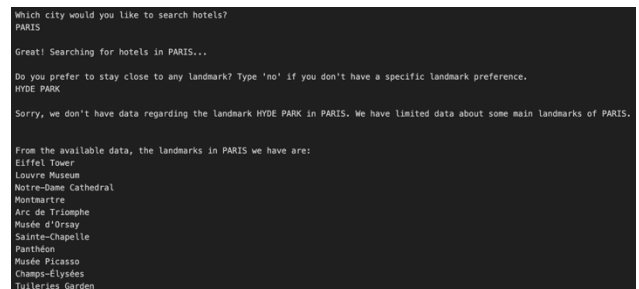 Which city would you like to search hotels?
PARIS
Great! Searching for hotels in PARIS...
Do you prefer to stay close to any landmark? Type 'no' if you don't have a specific landmark preference.
HYDE PARK
Sorry, we don't have data regarding the landmark HYDE PARK in PARIS. We have limited data about some main landmarks of PARIS.
From the available data, the landmarks in PARIS we have are:
Eiffel Tower
Louvre Museum
Notre-Dame Cathedral
Montmartre
Arc de Triomphe
Musée d'Orsay
Sainte-Chapelle
Panthéon
Musée Picasso
Champs-Élysées
Tuileries Garden